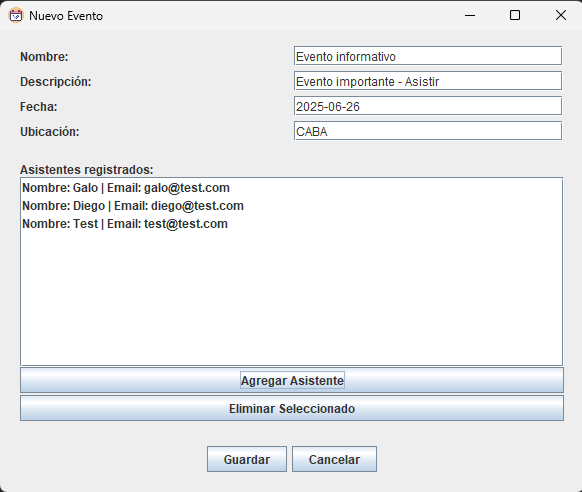 Nuevo Evento
Nombre: Evento informativo
Descripción: Evento importante - Asistir
Fecha: 2025-06-26
Ubicación: CABA
Asistentes registrados:
Nombre: Galo | Email: galo@test.com
Nombre: Diego | Email: diego@test.com
Nombre: Test | Email: test@test.com
Agregar Asistente
Eliminar Seleccionado
Guardar Cancelar